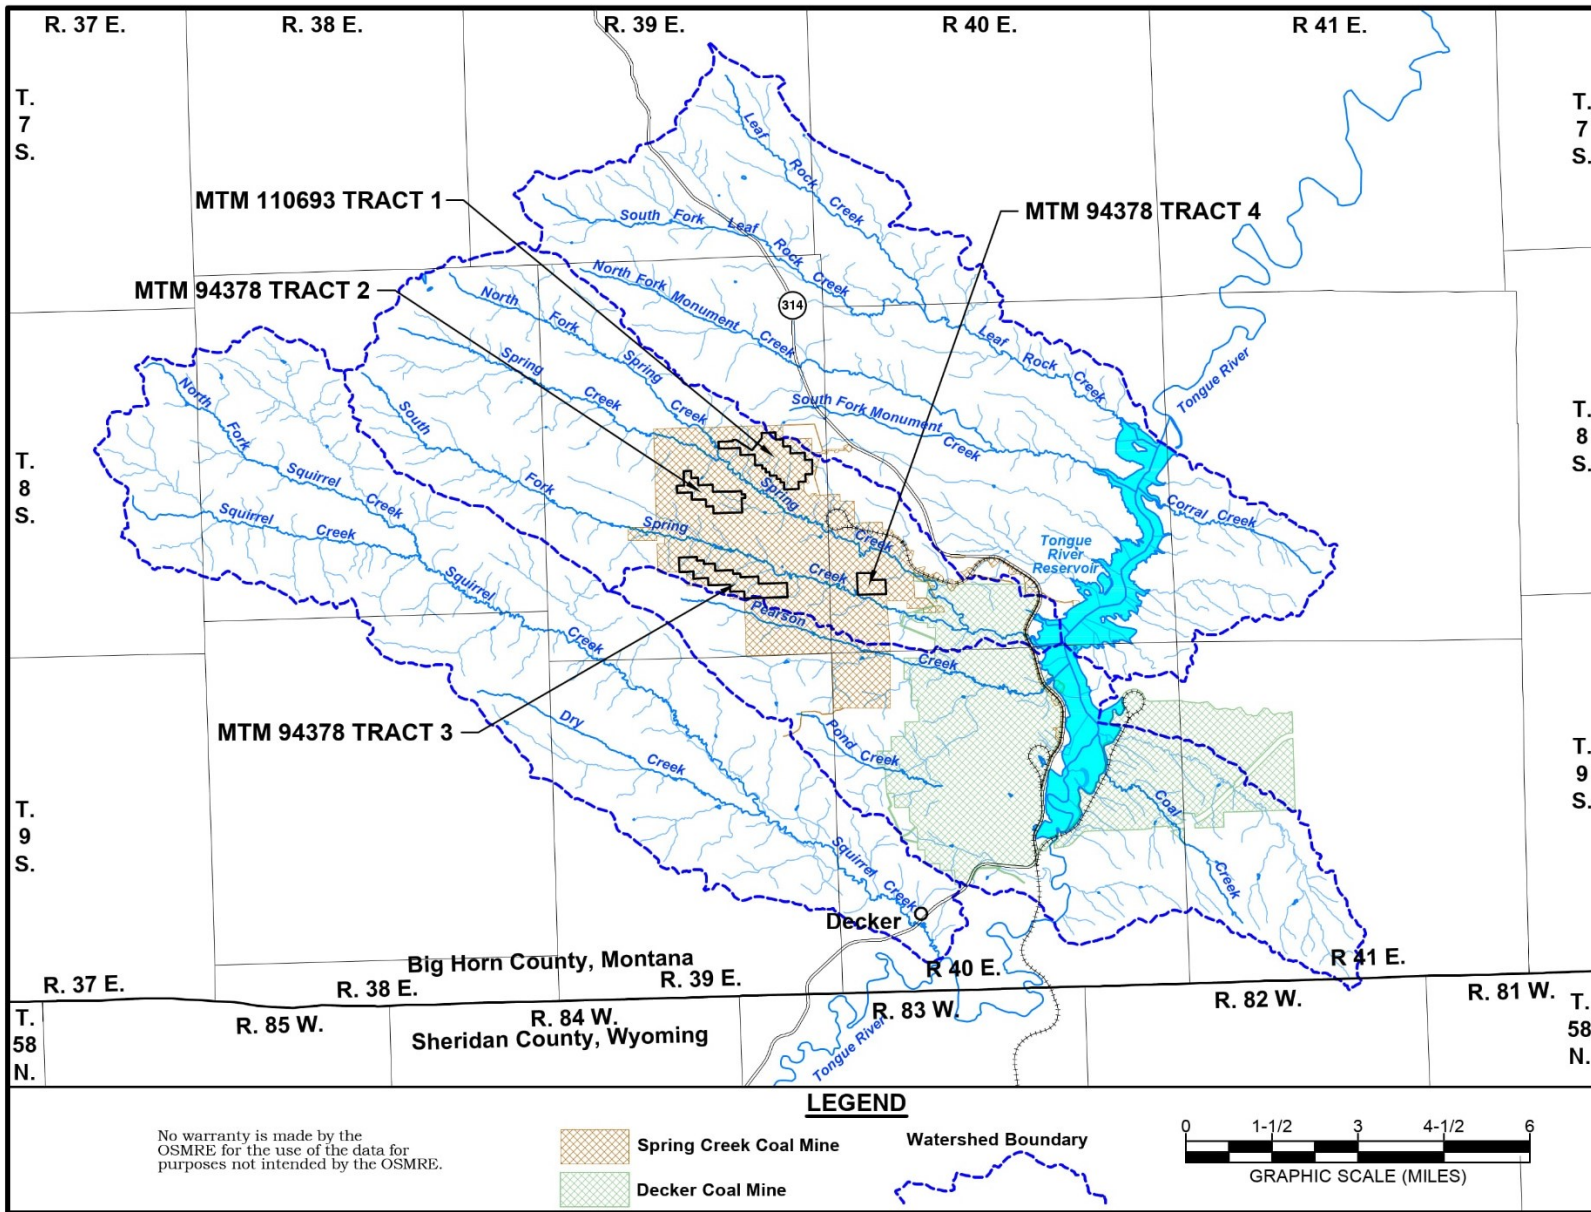 R. 37 E.
R. 38 E.
R. 39 E.
R 40 E.
R 41 E.
T.
7
S.
T.
7
S.
Leaf
Rock
Creek
MTM 110693 TRACT 1
South Fork Leaf Rock Creek
MTM 94378 TRACT 4
North Fork Monument Creek
MTM 94378 TRACT 2
North
Fork
Spring
Creek
314
Leaf Rock Creek
Tongue River
Spring
Creek
South Fork Monument
Creek
North
Fork
Squirrel
Creek
South
Fork
Spring
Creek
T.
8
S.
T.
8
S.
Spring
Creek
Squirrel
Creek
Corral Creek
Tongue
River
Reservoir
Squirrel
Creek
Pearson
Creek
MTM 94378 TRACT 3
Dry
Creek
Pond Creek
Coal
Creek
T.
9
S.
T.
9
S.
Squirrel
Creek
Decker
Big Horn County, Montana
R. 37 E.
R. 38 E.
R. 39 E.
R 40 E.
R 41 E.
T.
58
N.
R. 85 W.
R. 84 W.
R. 83 W.
R. 82 W.
R. 81 W.
T.
58
N.
Sheridan County, Wyoming
Tongue River
LEGEND
No warranty is made by the
OSMRE for the use of the data for
purposes not intended by the OSMRE.
Spring Creek Coal Mine
Decker Coal Mine
Watershed Boundary
0 1-1/2 3 4-1/2 6
GRAPHIC SCALE (MILES)